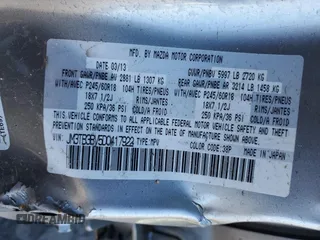 MFD BY MAZDA MOTOR CORPORATION
DATE 03/13
GVWR/PNBV 5997 LB 2720 KG
FRONT GAWR/PNBE AV 2881 LB 1307 KG
REAR GAWR/PNBE AR 3214 LB 1458 KG
WITH/AVEC P245/60R18 104H TIRES/PNEUS
WITH/AVEC P245/60R18 104H TIRES/PNEUS
18X7 1/2J RIMS/JANTES
18X7 1/2J RIMS/JANTES
250 KPA/36 PSI COLD/A FROID
250 KPA/36 PSI COLD/A FROID
THIS VEHICLE CONFORMS TO ALL APPLICABLE
FEDERAL MOTOR VEHICLE SAFETY
STANDARDS IN EFFECT ON THE DATE OF
MANUFACTURE SHOWN ABOVE.
VIN: TYPE:MPV
COLOR CODE: 38P MADE IN JAPAN
DREAMBID